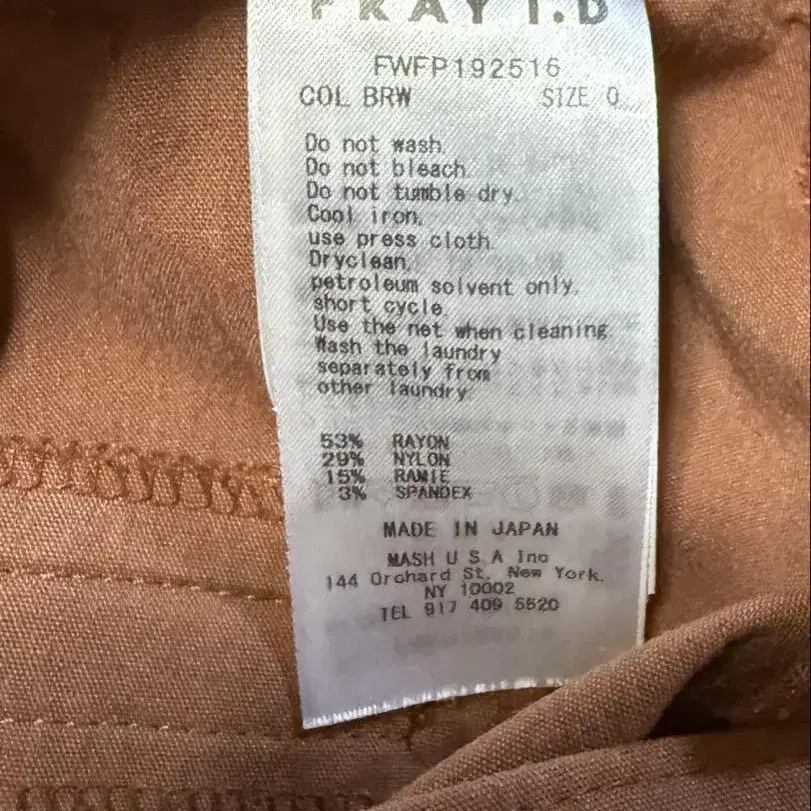 FRAY I.D
FWFP192516
COL BRW SIZE 0
Do not wash.
Do not bleach.
Do not tumble dry.
Cool iron.
use press cloth.
Dryclean,
petroleum solvent only,
short cycle.
Use the net when cleaning.
Wash the laundry
separately from
other laundry.
53% RAYON
29% NYLON
15% RAMIE
3% SPANDEX
MADE IN JAPAN
MASH U S A Inc
144 Orchard St, New York,
NY 10002
TEL 917 409 5520